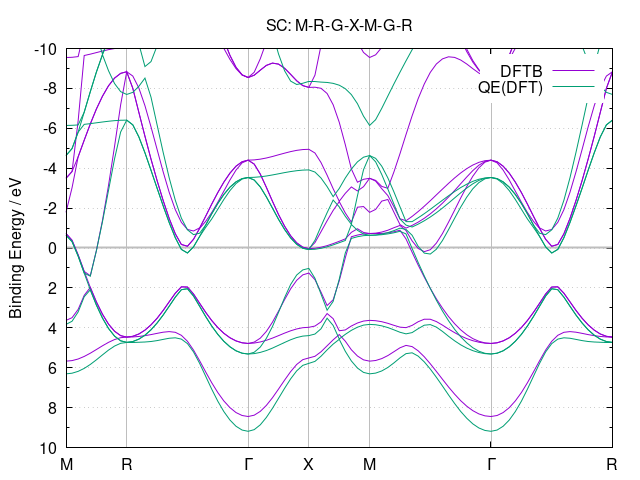 SC: M-R-G-X-M-G-R
DFTB
QE(DFT)
Binding Energy / eV
-10
-8
-6
-4
-2
0
2
4
6
8
10
M R Γ X M Γ R